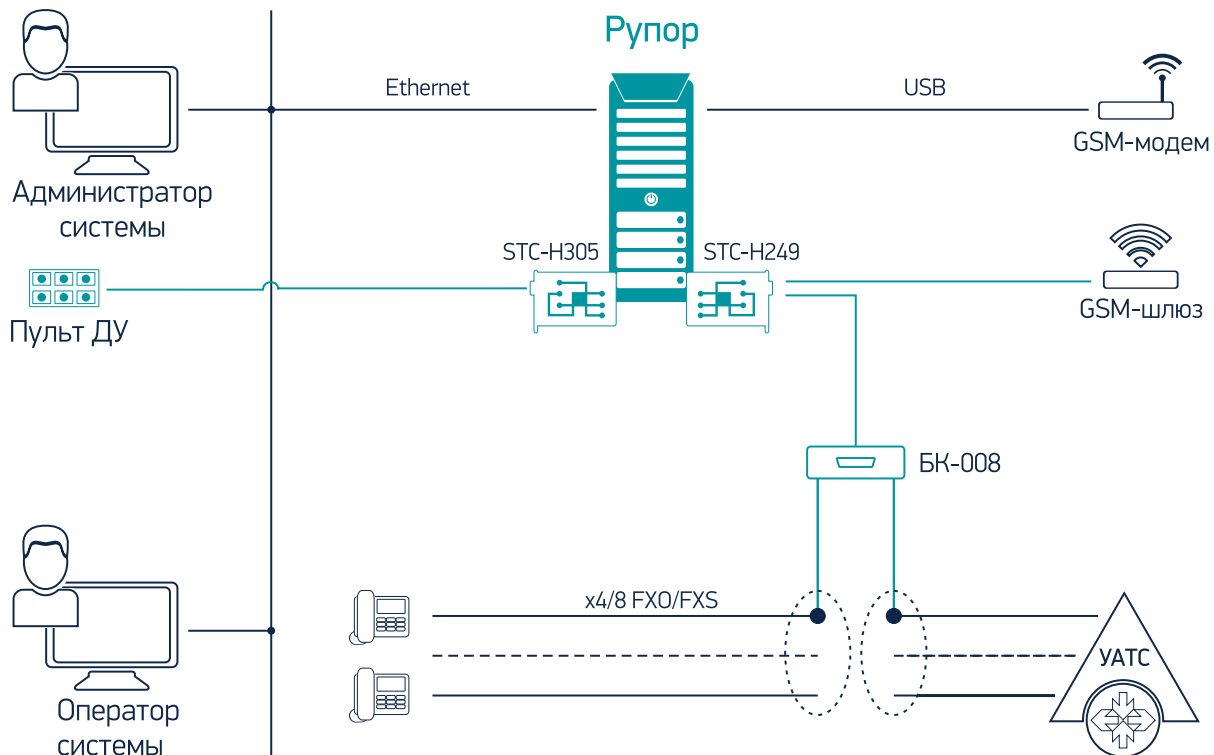 Рупор
Ethernet
USB
GSM-модем
Администратор
системы
STC-H305
STC-H249
Пульт ДУ
GSM-шлюз
БК-008
x4/8 FXO/FXS
УАТС
Оператор
системы